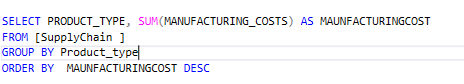 SELECT PRODUCT_TYPE, SUM(MANUFACTURING_COSTS) AS MAUNFACTURINGCOST
FROM [SupplyChain ]
GROUP BY Product_type
ORDER BY  MAUNFACTURINGCOST DESC